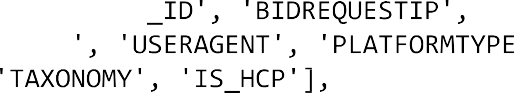 _ID', 'BIDREQUESTIP',
', 'USERAGENT', 'PLATFORMTYPE
'TAXONOMY', 'IS_HCP'],